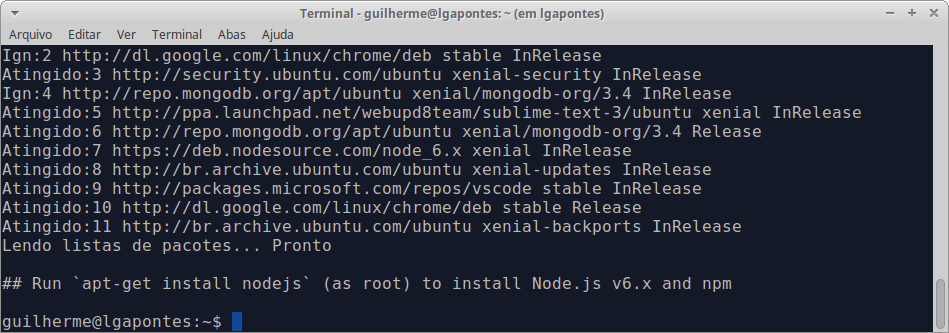 Terminal - guilherme@lgapontes: ~ (em lgapontes)
Arquivo Editar Ver Terminal Abas Ajuda
Ign:2 http://dl.google.com/linux/chrome/deb stable InRelease
Atingido:3 http://security.ubuntu.com/ubuntu xenial-security InRelease
Ign:4 http://repo.mongodb.org/apt/ubuntu xenial/mongodb-org/3.4 InRelease
Atingido:5 http://ppa.launchpad.net/webupd8team/sublime-text-3/ubuntu xenial InRelease
Atingido:6 http://repo.mongodb.org/apt/ubuntu xenial/mongodb-org/3.4 Release
Atingido:7 https://deb.nodesource.com/node_6.x xenial InRelease
Atingido:8 http://br.archive.ubuntu.com/ubuntu xenial-updates InRelease
Atingido:9 http://packages.microsoft.com/repos/vscode stable InRelease
Atingido:10 http://dl.google.com/linux/chrome/deb stable Release
Atingido:11 http://br.archive.ubuntu.com/ubuntu xenial-backports InRelease
Lendo listas de pacotes... Pronto
## Run `apt-get install nodejs` (as root) to install Node.js v6.x and npm
guilherme@lgapontes:~$